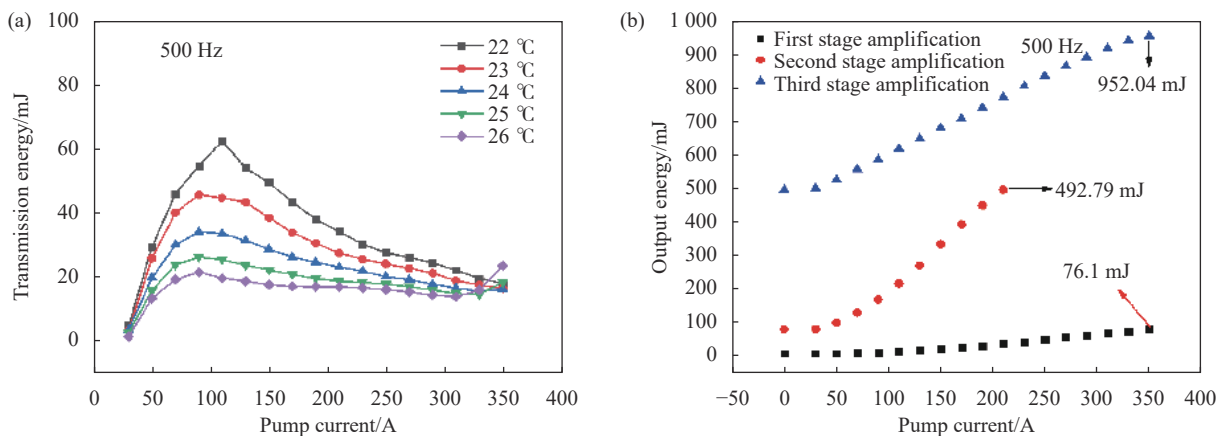 (a)
100
80
60
40
20
0
Transmission energy/mJ
500 Hz
22 ℃
23 ℃
24 ℃
25 ℃
26 ℃
0 50 100 150 200 250 300 350 400
Pump current/A
(b)
1 000
900
800
700
600
500
400
300
200
100
0
Output energy/mJ
First stage amplification
500 Hz
Second stage amplification
Third stage amplification
952.04 mJ
492.79 mJ
76.1 mJ
−50 0 50 100 150 200 250 300 350 400
Pump current/A